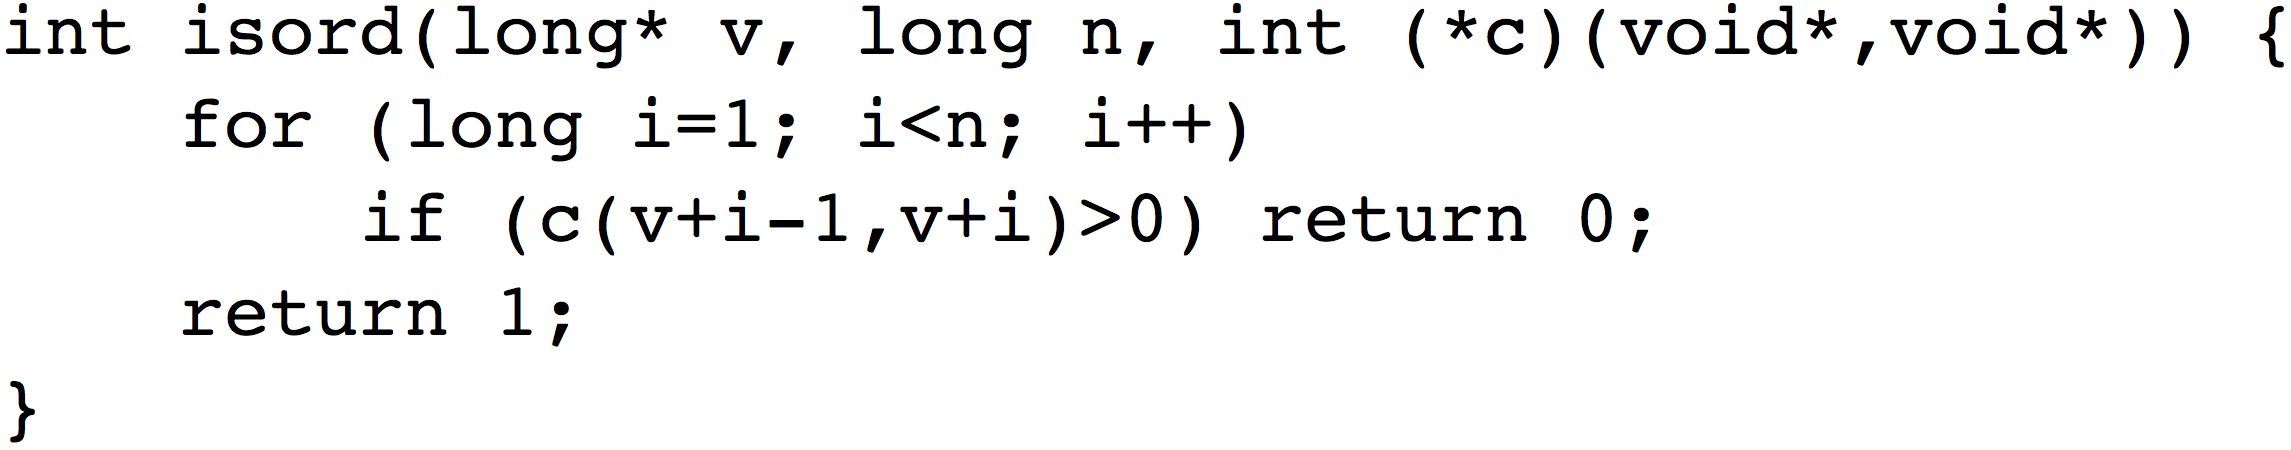 int isord(long* v, long n, int (*c)(void*,void*)) {
    for (long i=1; i<n; i++)
        if (c(v+i-1,v+i)>0) return 0;
    return 1;
}